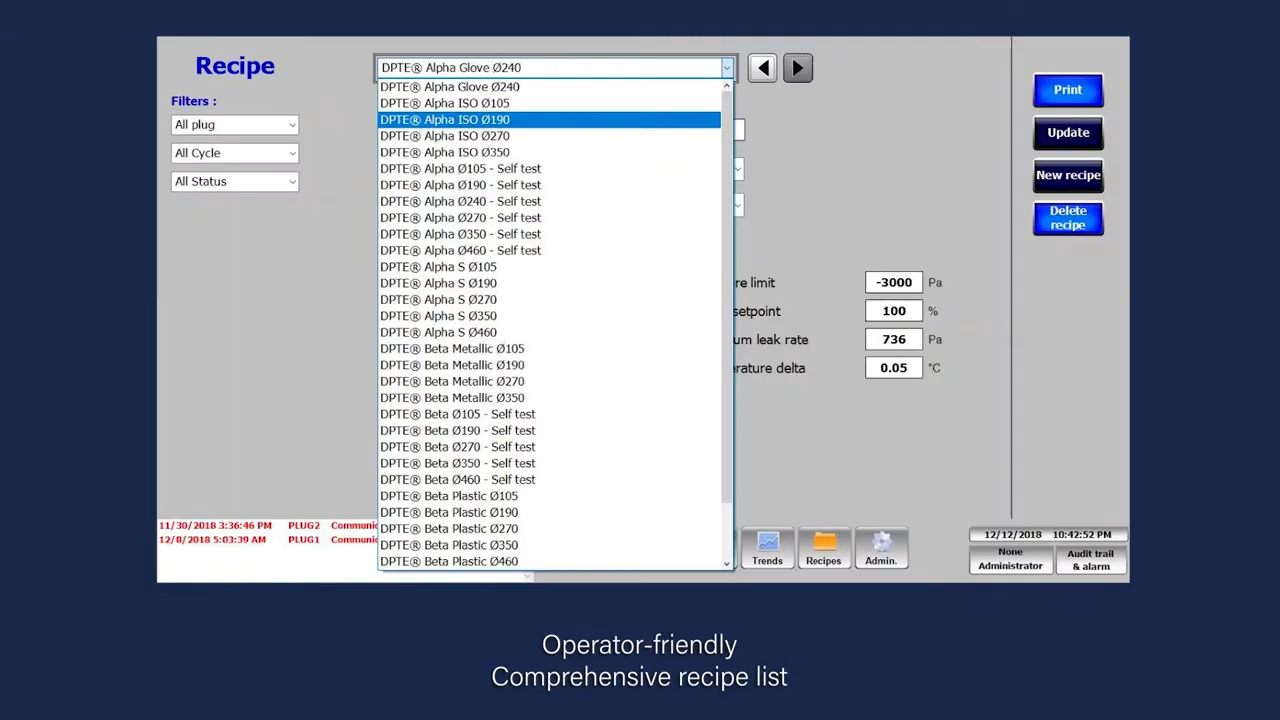 Recipe
DPTE® Alpha Glove Ø240
Filters :
All plug
All Cycle
All Status
DPTE® Alpha Glove Ø240
DPTE® Alpha ISO Ø105
DPTE® Alpha ISO Ø190
DPTE® Alpha ISO Ø270
DPTE® Alpha ISO Ø350
DPTE® Alpha Ø105 - Self test
DPTE® Alpha Ø190 - Self test
DPTE® Alpha Ø240 - Self test
DPTE® Alpha Ø270 - Self test
DPTE® Alpha Ø350 - Self test
DPTE® Alpha Ø460 - Self test
DPTE® Alpha S Ø105
DPTE® Alpha S Ø190
DPTE® Alpha S Ø270
DPTE® Alpha S Ø350
DPTE® Alpha S Ø460
DPTE® Beta Metallic Ø105
DPTE® Beta Metallic Ø190
DPTE® Beta Metallic Ø270
DPTE® Beta Metallic Ø350
DPTE® Beta Ø105 - Self test
DPTE® Beta Ø190 - Self test
DPTE® Beta Ø270 - Self test
DPTE® Beta Ø350 - Self test
DPTE® Beta Ø460 - Self test
DPTE® Beta Plastic Ø105
DPTE® Beta Plastic Ø190
DPTE® Beta Plastic Ø270
DPTE® Beta Plastic Ø350
DPTE® Beta Plastic Ø460
re limit -3000 Pa
setpoint 100 %
um leak rate 736 Pa
erature delta 0.05 °C
Print
Update
New recipe
Delete
recipe
11/30/2018 3:36:46 PM PLUG2 Communic
12/8/2018 5:03:39 AM PLUG1 Communic
Trends
Recipes
Admin.
12/12/2018 10:42:52 PM
None
Administrator
Audit trail
& alarm
Operator-friendly
Comprehensive recipe list